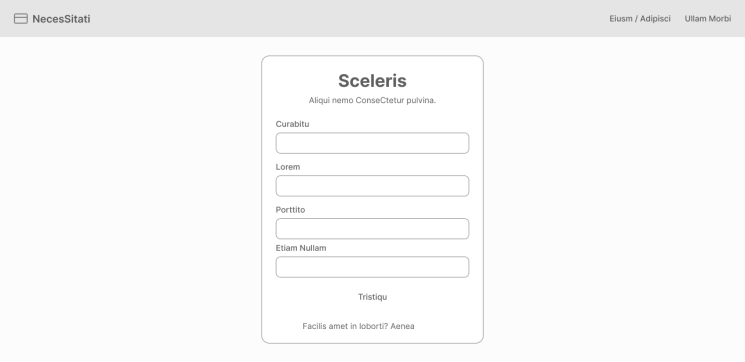 NecesSitati
Eiusm / Adipisci
Ullam Morbi
Sceleris
Aliqui nemo ConseCtetur pulvina.
Curabitu
Lorem
Porttito
Etiam Nullam
Tristiqu
Facilis amet in loborti? Aenea